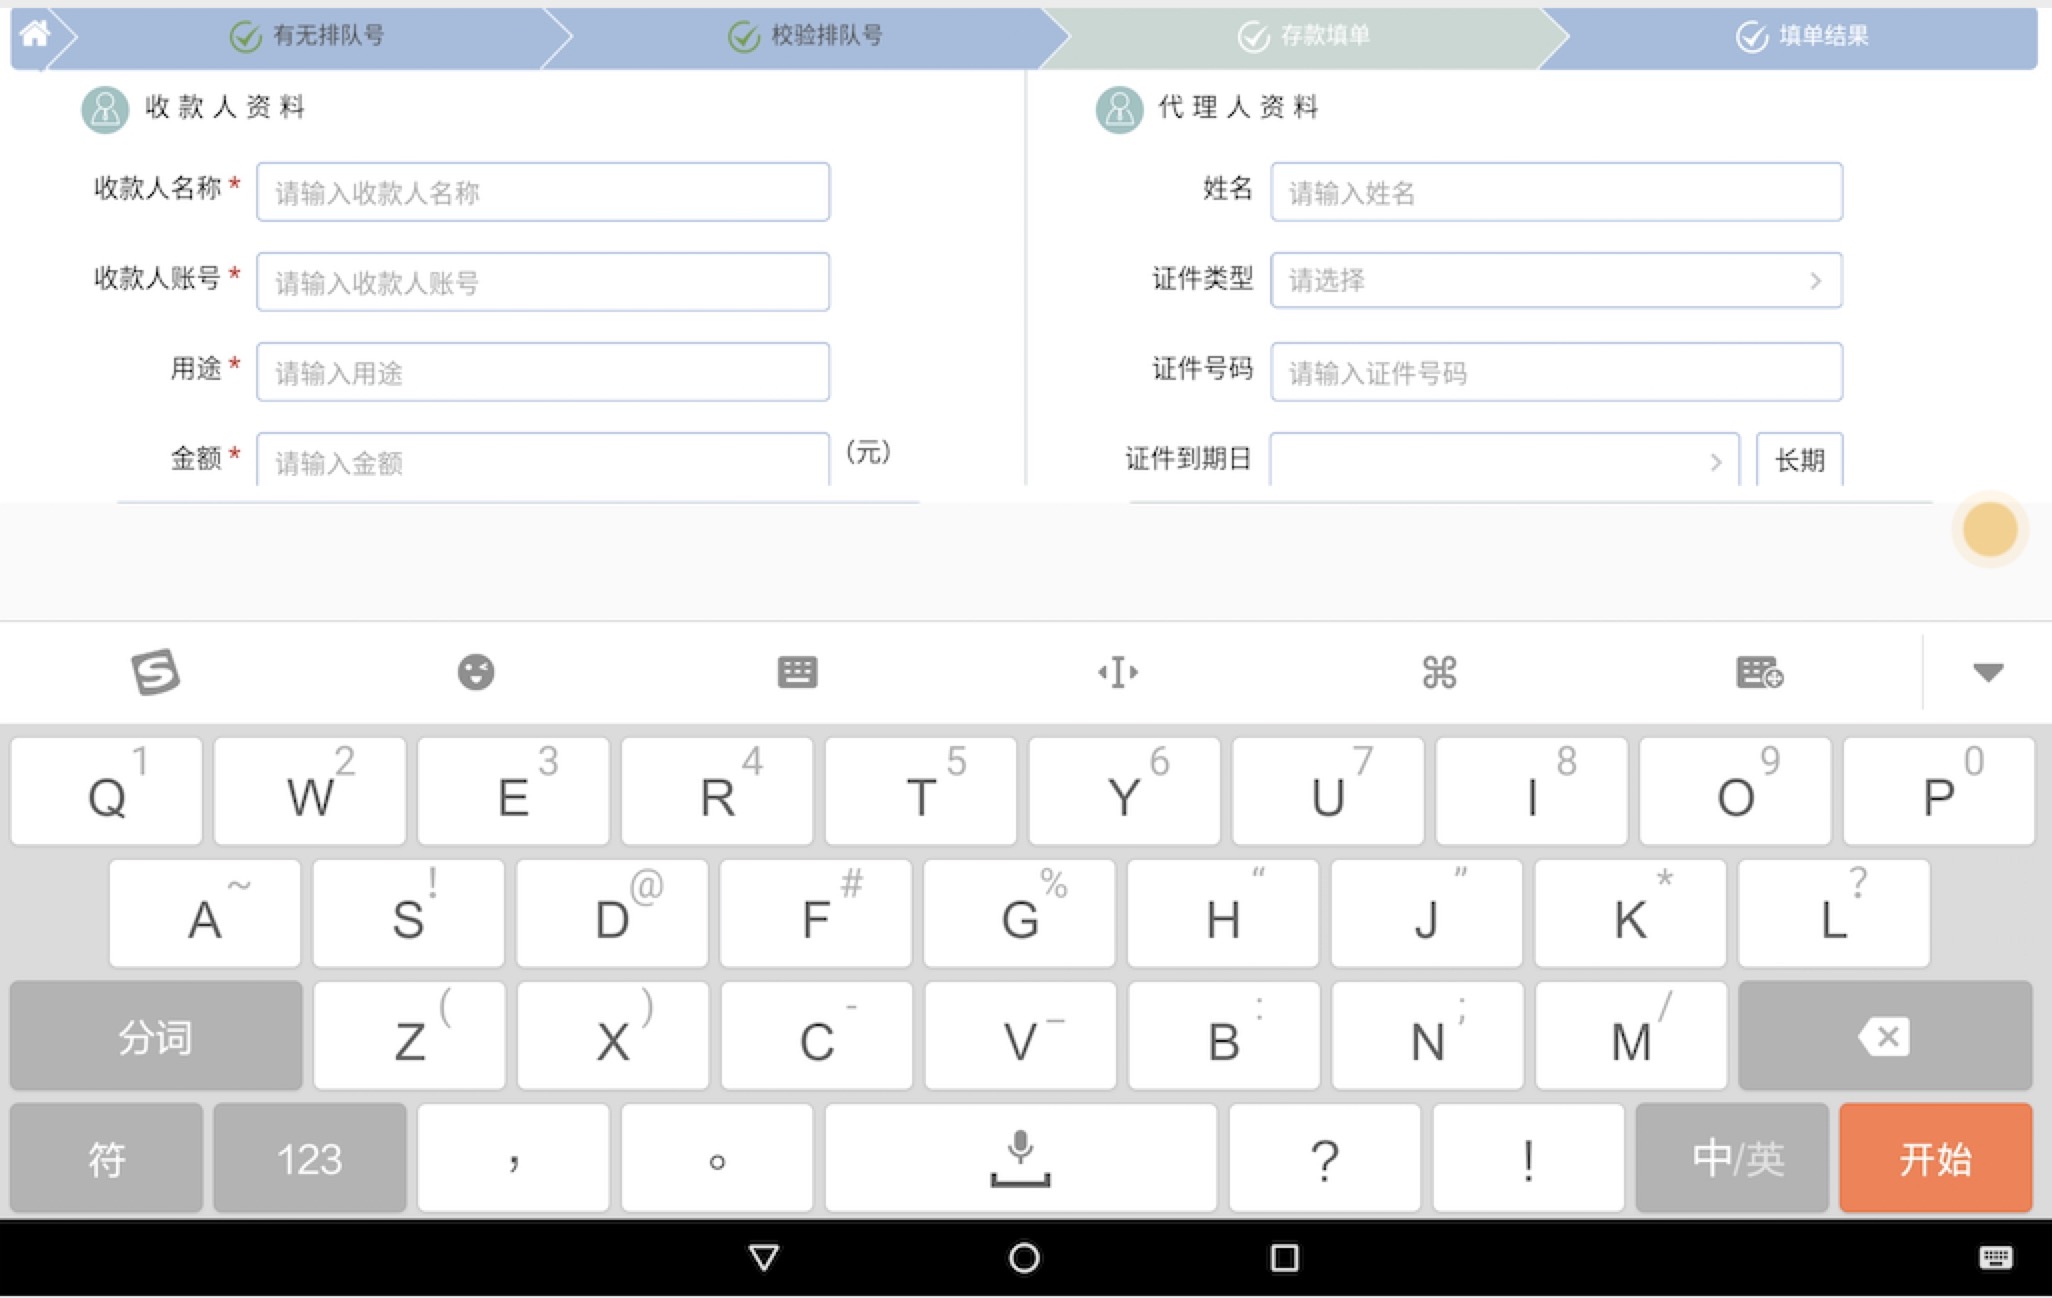 有无排队号 校验排队号 存款填单 填单结果
收款人资料
收款人名称* 请输入收款人名称
收款人账号* 请输入收款人账号
用途* 请输入用途
金额* 请输入金额 (元)
代理人资料
姓名 请输入姓名
证件类型 请选择
证件号码 请输入证件号码
证件到期日 长期
Q 1 W 2 E 3 R 4 T 5 Y 6 U 7 I 8 O 9 P 0
A ~ S ! D @ F # G % H “ J ” K * L ?
分词 Z ( X ) C - V _ B : N ; M /
符 123 ， 。 ? ! 中/英 开始